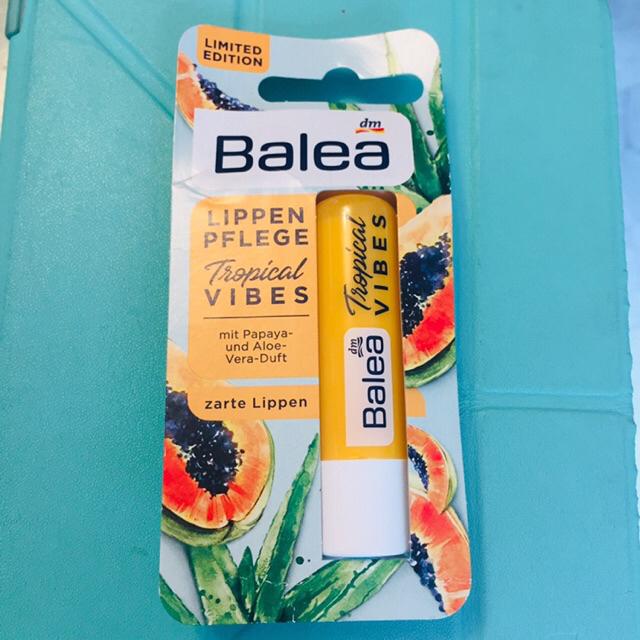 LIMITED
EDITION
dm
Balea
LIPPEN
PFLEGE
Tropical
VIBES
mit Papaya-
und Aloe-
Vera-Duft
zarte Lippen
Tropical
VIBES
dm
Balea